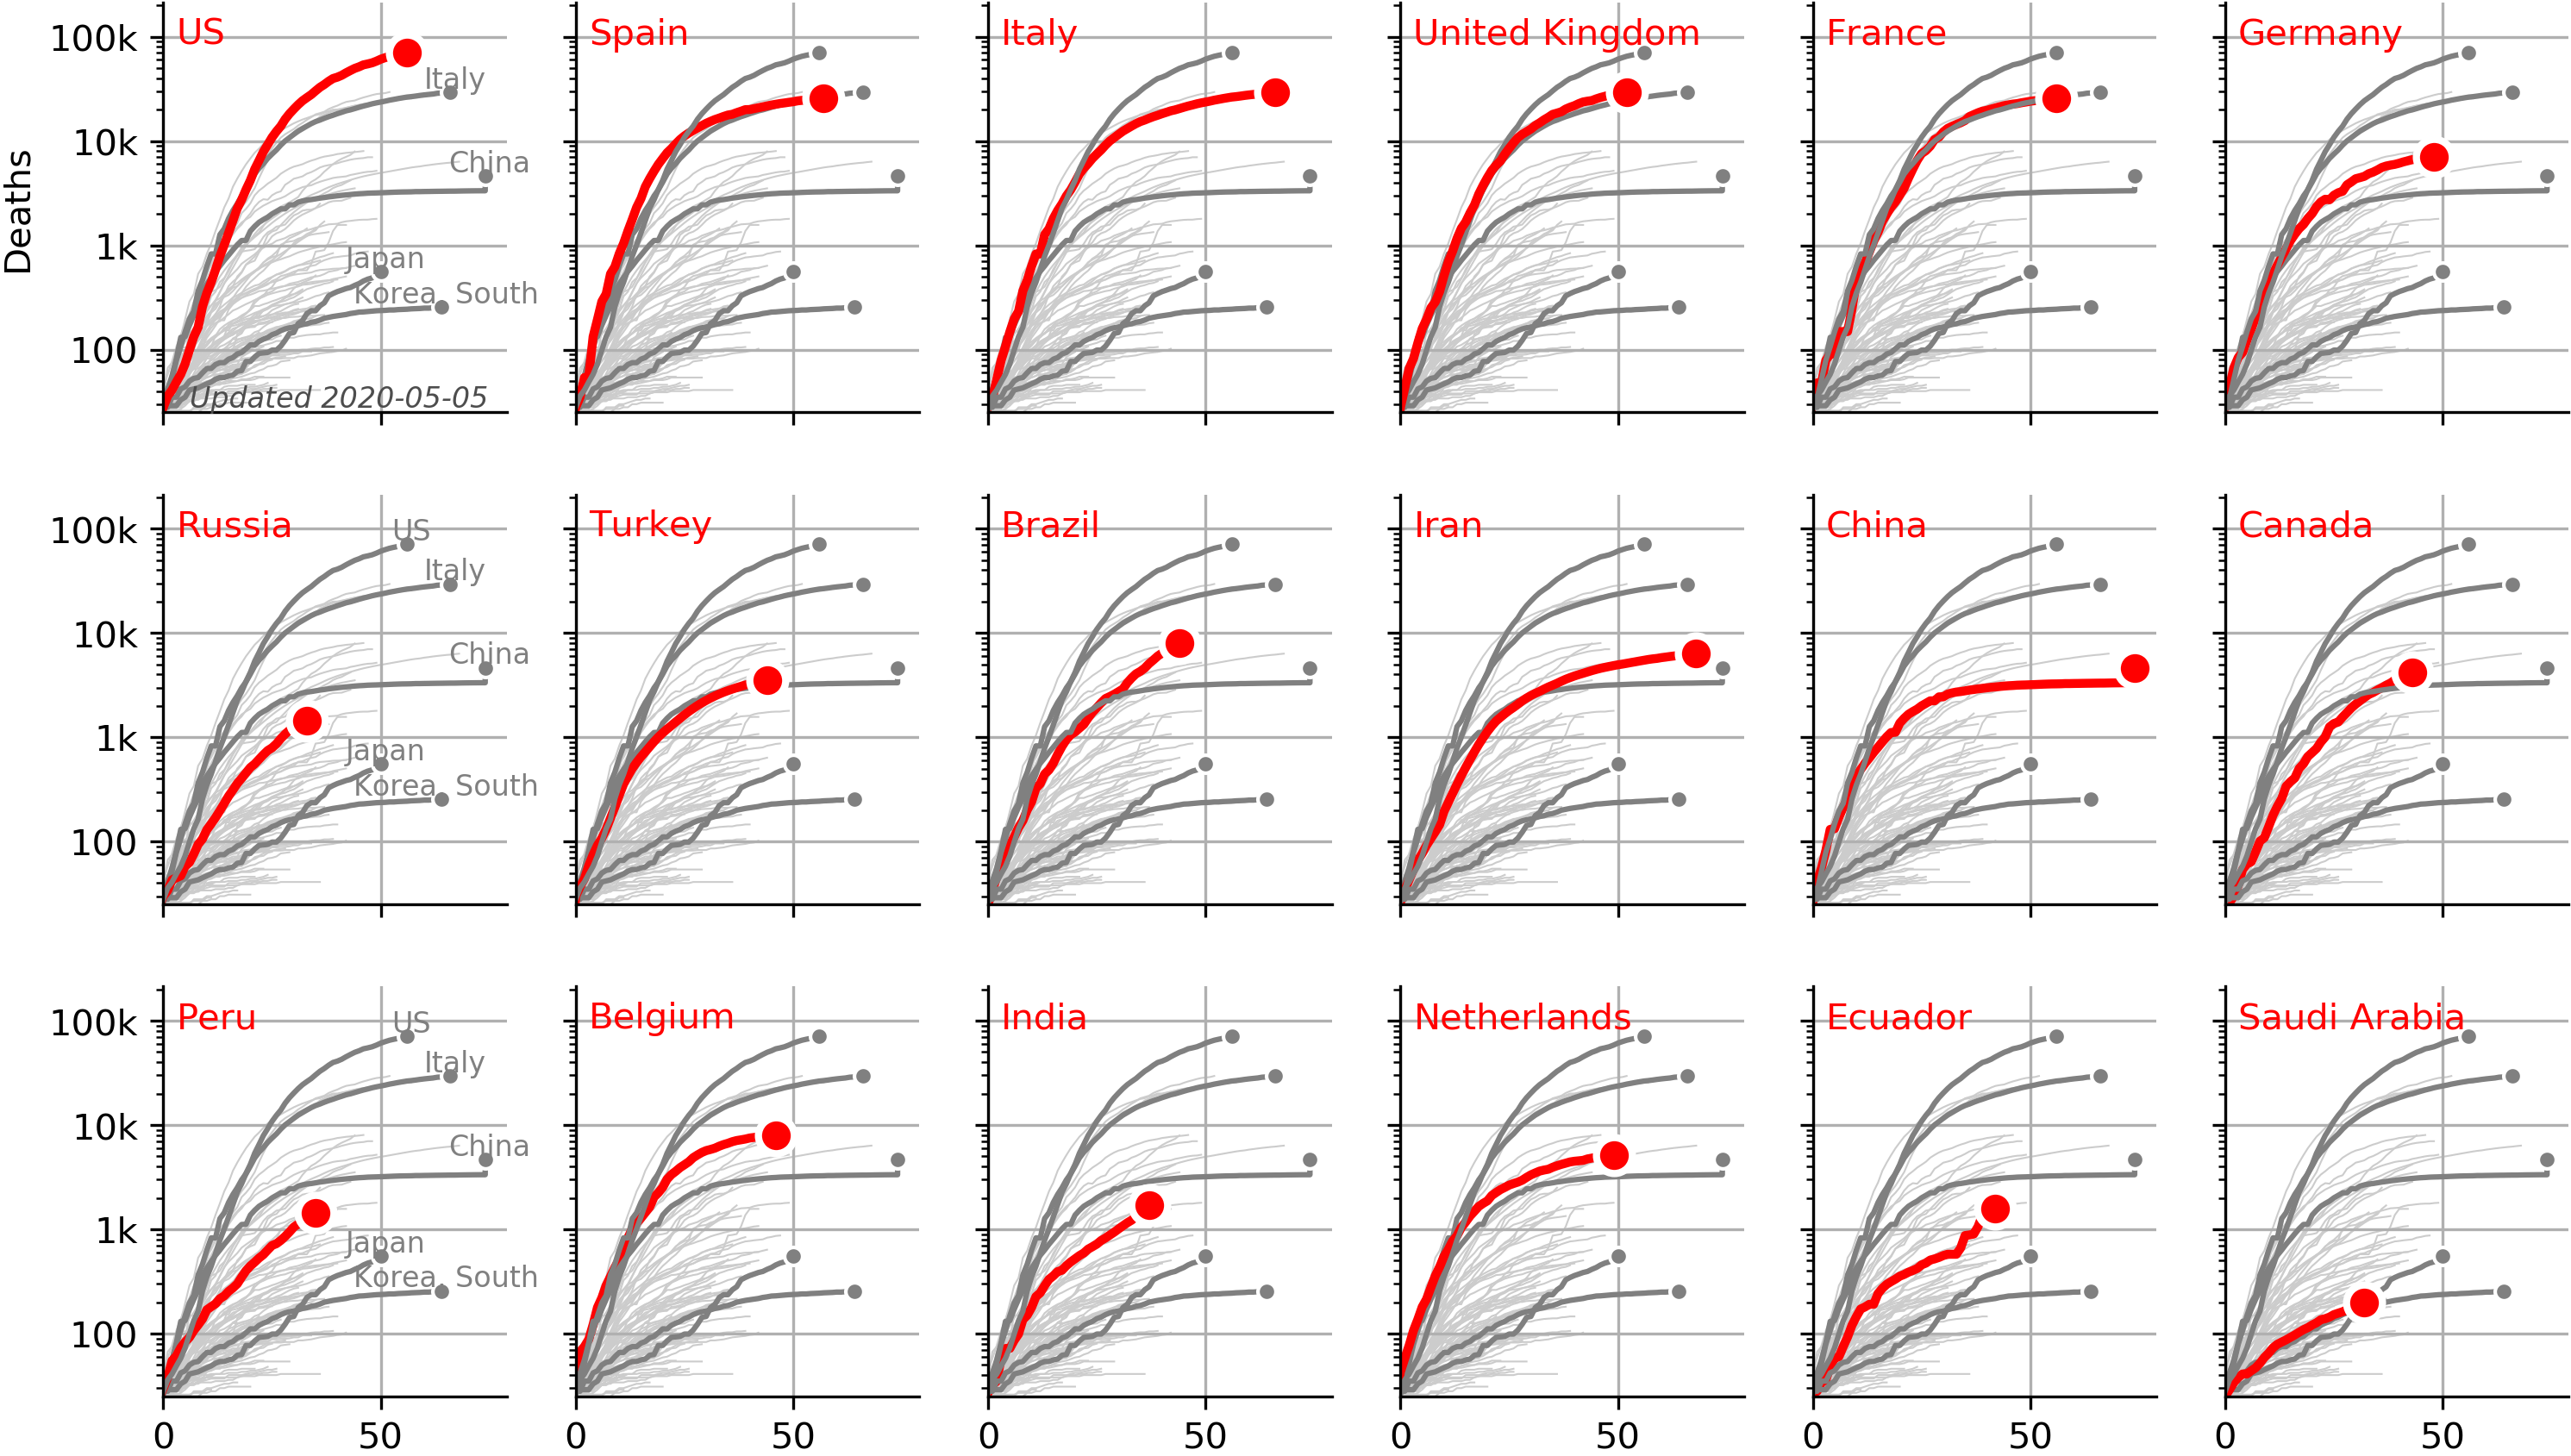 US
Spain
Italy
United Kingdom
France
Germany
100k
10k
1k
100
Deaths
Italy
China
Japan
Korea, South
Updated 2020-05-05
50
Russia
Turkey
Brazil
Iran
China
Canada
100k
10k
1k
100
US
Italy
China
Japan
Korea, South
Peru
Belgium
India
Netherlands
Ecuador
Saudi Arabia
100k
10k
1k
100
US
Italy
China
Japan
Korea, South
0 50
0 50
0 50
0 50
0 50
0 50